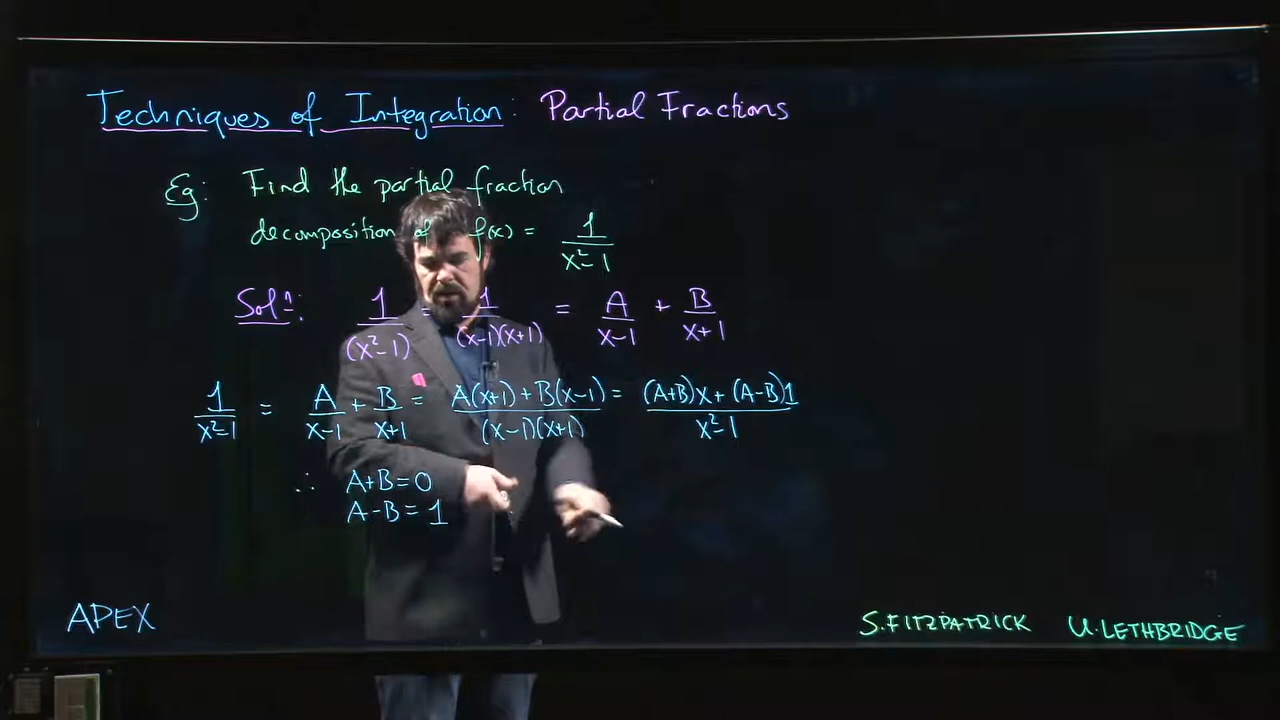 Techniques of Integration: Partial Fractions
Eg: Find the partial fraction
decomposition of f(x) = 1/(x²-1)
Solⁿ: 1/(x²-1) = 1/((x-1)(x+1)) = A/(x-1) + B/(x+1)
1/(x²-1) = A/(x-1) + B/(x+1) = (A(x+1) + B(x-1))/((x-1)(x+1)) = ((A+B)x + (A-B)1)/(x²-1)
∴ A+B=0
A-B=1
APEX
S.FITZPATRICK U.LETHBRIDGE